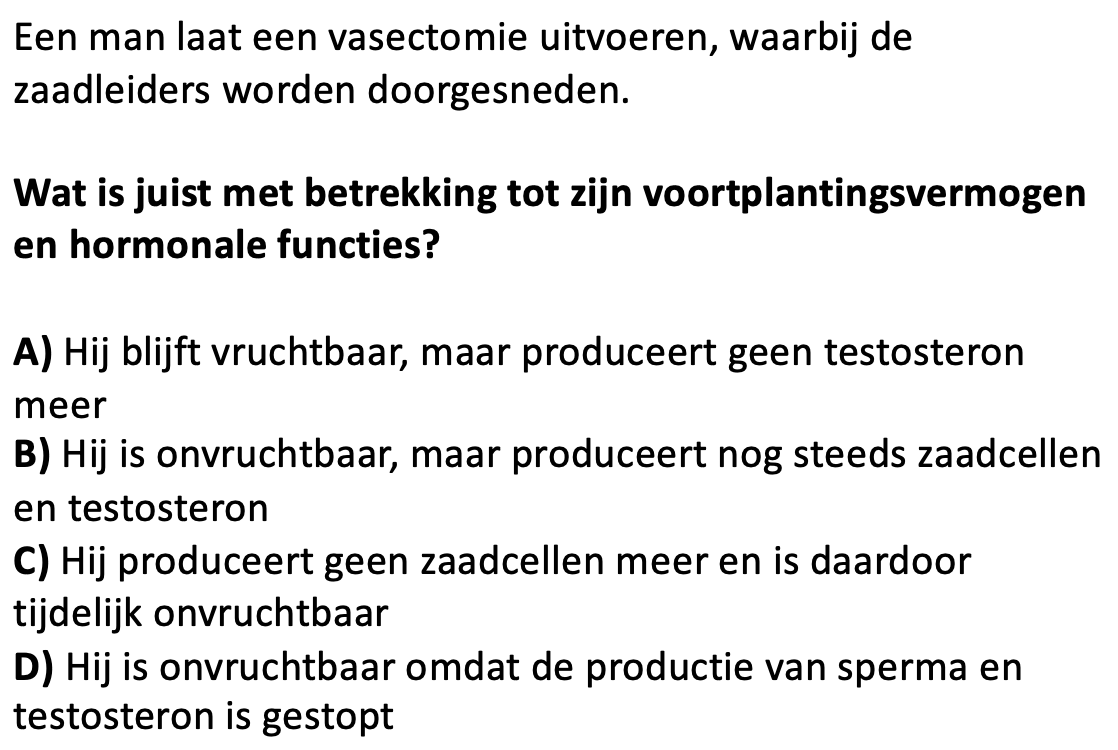 Een man laat een vasectomie uitvoeren, waarbij de
zaadleiders worden doorgesneden.
Wat is juist met betrekking tot zijn voortplantingsvermogen
en hormonale functies?
A) Hij blijft vruchtbaar, maar produceert geen testosteron
meer
B) Hij is onvruchtbaar, maar produceert nog steeds zaadcellen
en testosteron
C) Hij produceert geen zaadcellen meer en is daardoor
tijdelijk onvruchtbaar
D) Hij is onvruchtbaar omdat de productie van sperma en
testosteron is gestopt